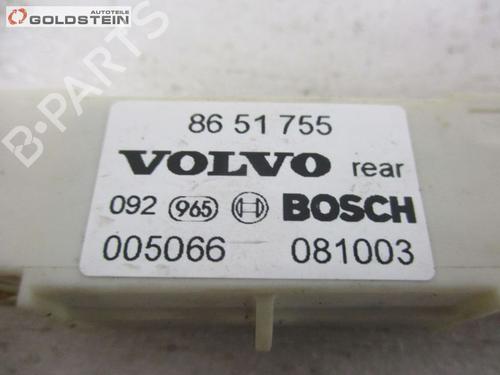 AUTOTEILE
GOLDSTEIN
B-PARTS
86 51 755
VOLVO rear
092 965 BOSCH
005066 081003